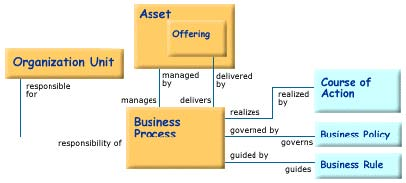 Asset
Offering
Organization Unit
responsible
for
managed
by
delivered
by
Course of
Action
realized
by
manages
delivers
realizes
Business
Process
governed by
governs
Business Policy
responsibility of
guided by
guides
Business Rule